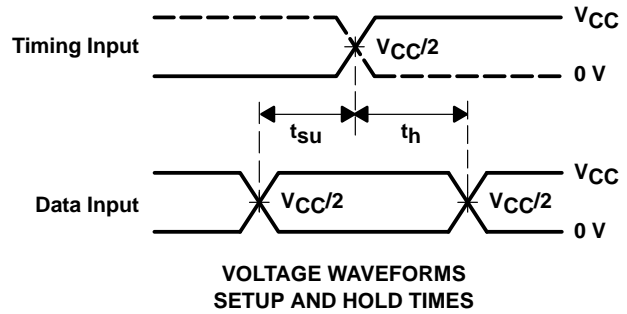 VCC
Timing Input
VCC/2
0 V
tsu
th
VCC
Data Input
VCC/2
VCC/2
0 V
VOLTAGE WAVEFORMS
SETUP AND HOLD TIMES